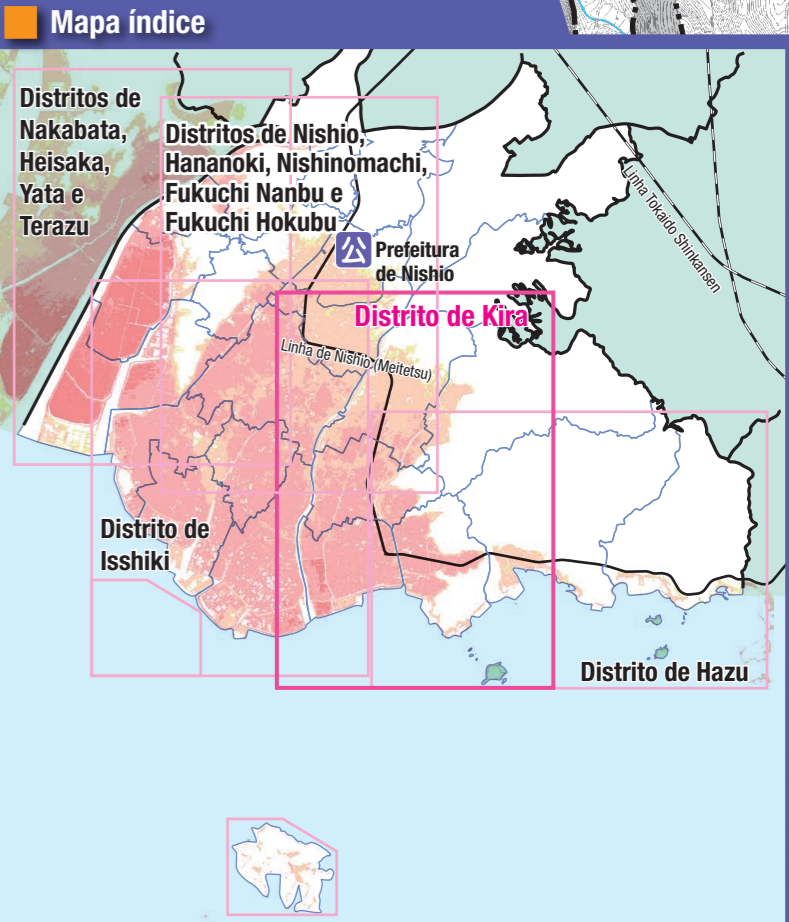 Mapa índice
Distritos de
Nakabata,
Heisaka,
Yata e
Terazu
Distritos de Nishio,
Hananoki, Nishinomachi,
Fukuchi Nanbu e
Fukuchi Hokubu
公
Prefeitura
de Nishio
Linha Tokaido Shinkansen
Distrito de Kira
Linha de Nishio (Meitetsu)
Distrito de
Isshiki
Distrito de Hazu